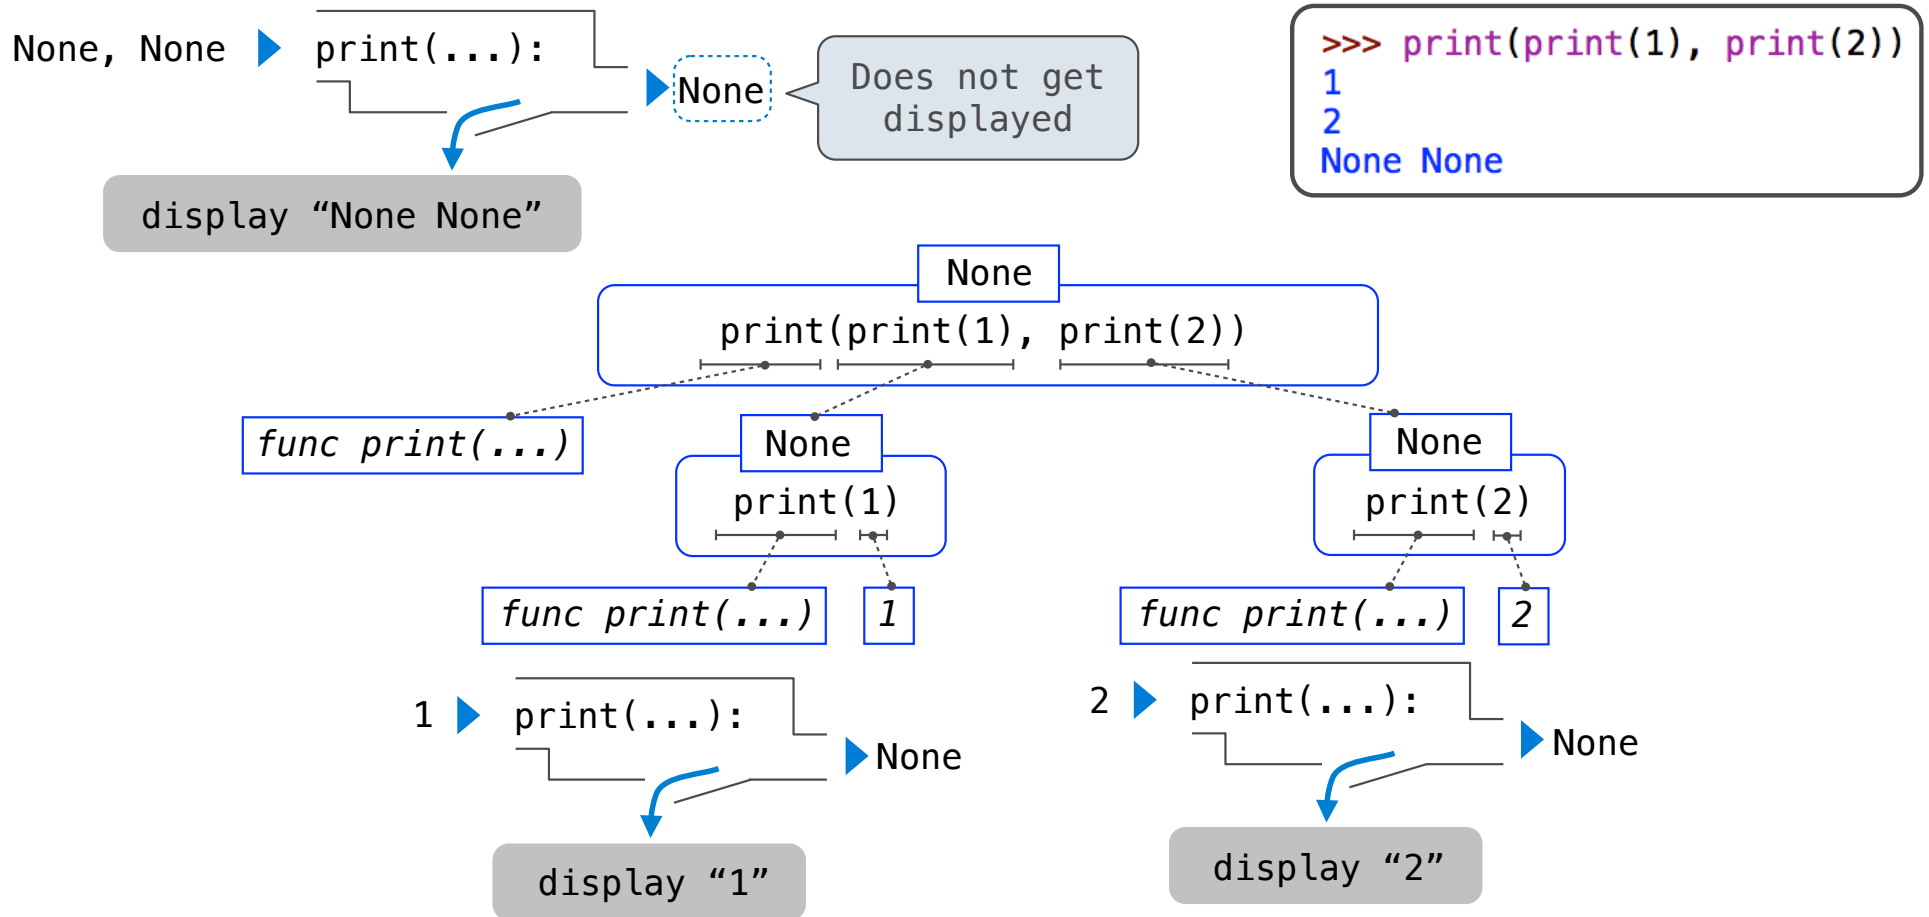 None, None
print(...):
None
Does not get
displayed
display “None None”
>>> print(print(1), print(2))
1
2
None None
None
print(print(1), print(2))
func print(...)
None
print(1)
func print(...)
1
None
print(2)
func print(...)
2
1
print(...):
None
display “1”
2
print(...):
None
display “2”